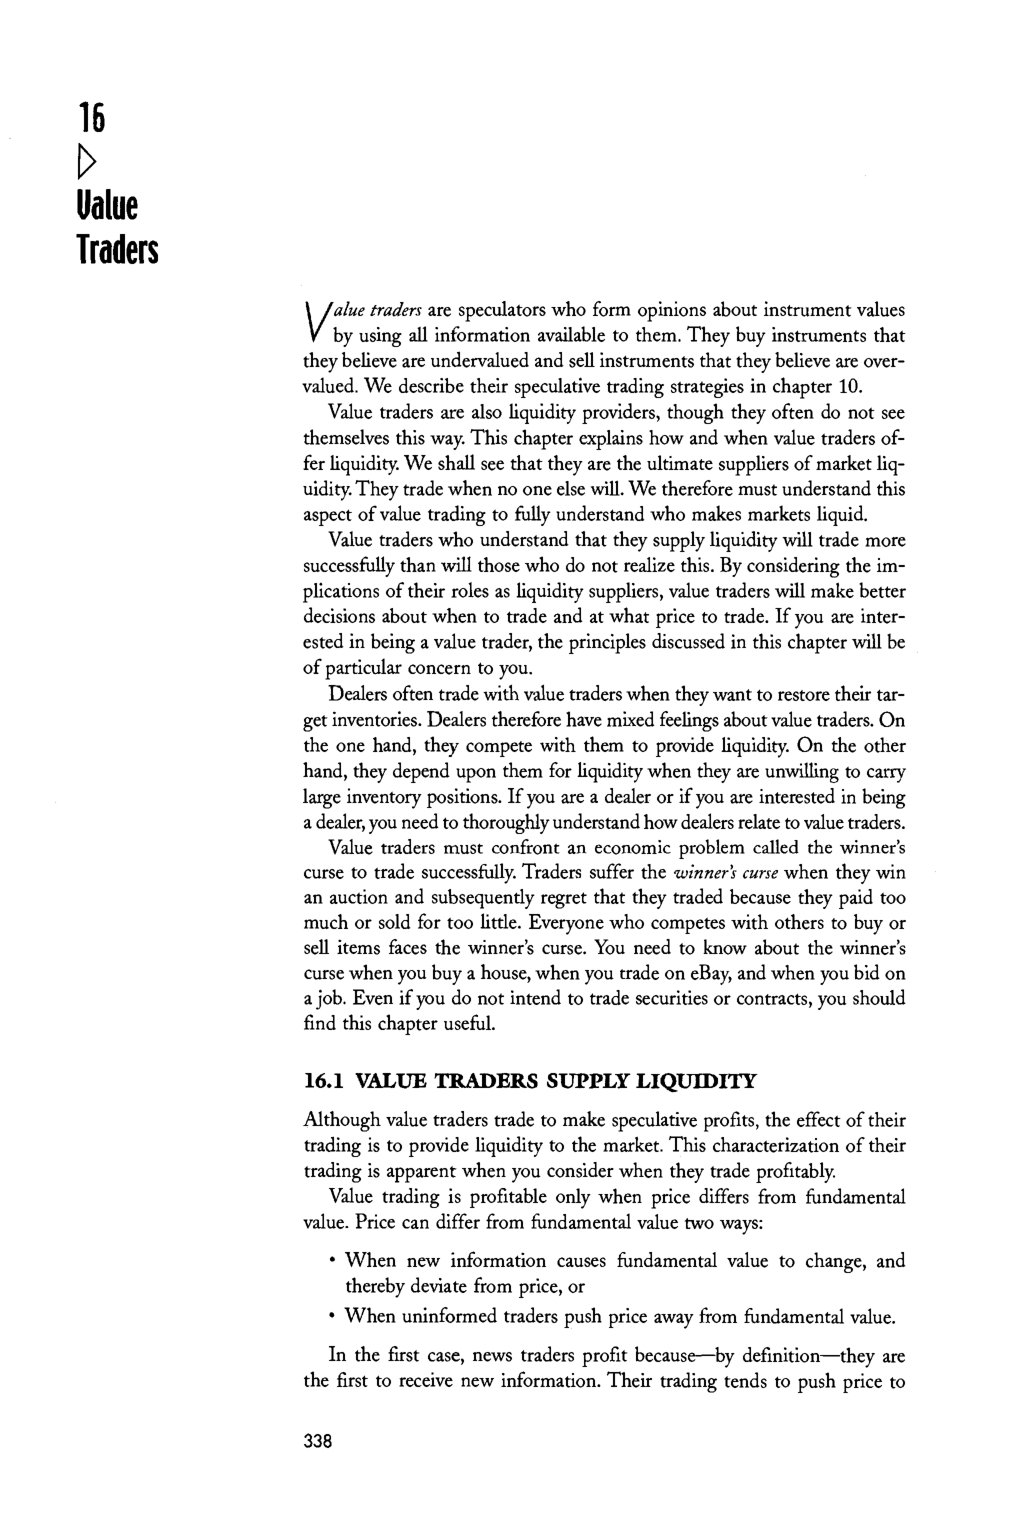 16
Value
Traders
Value traders are speculators who form opinions about instrument values
by using all information available to them. They buy instruments that
they believe are undervalued and sell instruments that they believe are over-
valued. We describe their speculative trading strategies in chapter 10.
Value traders are also liquidity providers, though they often do not see
themselves this way. This chapter explains how and when value traders of-
fer liquidity. We shall see that they are the ultimate suppliers of market liq-
uidity. They trade when no one else will. We therefore must understand this
aspect of value trading to fully understand who makes markets liquid.
Value traders who understand that they supply liquidity will trade more
successfully than will those who do not realize this. By considering the im-
plications of their roles as liquidity suppliers, value traders will make better
decisions about when to trade and at what price to trade. If you are inter-
ested in being a value trader, the principles discussed in this chapter will be
of particular concern to you.
Dealers often trade with value traders when they want to restore their tar-
get inventories. Dealers therefore have mixed feelings about value traders. On
the one hand, they compete with them to provide liquidity. On the other
hand, they depend upon them for liquidity when they are unwilling to carry
large inventory positions. If you are a dealer or if you are interested in being
a dealer, you need to thoroughly understand how dealers relate to value traders.
Value traders must confront an economic problem called the winner's
curse to trade successfully. Traders suffer the winner's curse when they win
an auction and subsequently regret that they traded because they paid too
much or sold for too little. Everyone who competes with others to buy or
sell items faces the winner's curse. You need to know about the winner's
curse when you buy a house, when you trade on eBay, and when you bid on
a job. Even if you do not intend to trade securities or contracts, you should
find this chapter useful.
16.1 VALUE TRADERS SUPPLY LIQUIDITY
Although value traders trade to make speculative profits, the effect of their
trading is to provide liquidity to the market. This characterization of their
trading is apparent when you consider when they trade profitably.
Value trading is profitable only when price differs from fundamental
value. Price can differ from fundamental value two ways:
• When new information causes fundamental value to change, and
thereby deviate from price, or
• When uninformed traders push price away from fundamental value.
In the first case, news traders profit because—by definition—they are
the first to receive new information. Their trading tends to push price to
338